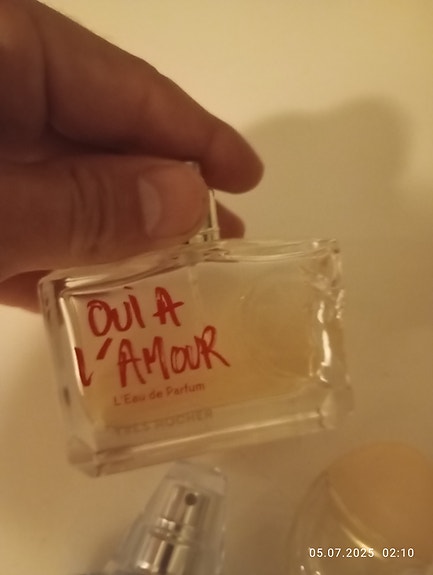 OUI A
L'AMOUR
L'Eau de Parfum
YVES ROCHER
05.07.2025 02:10